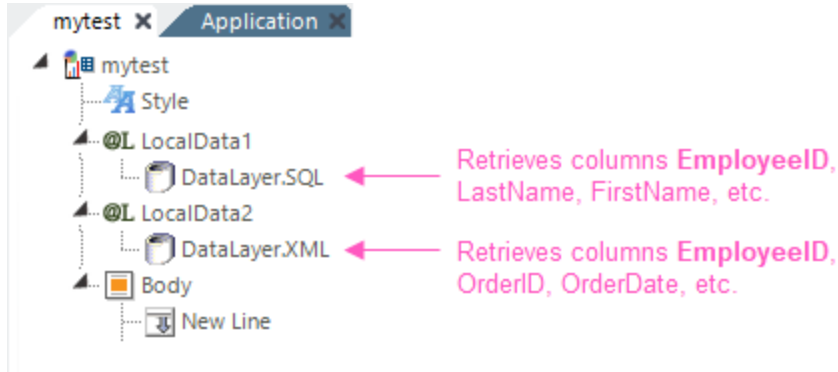 mytest Application
mytest
Style
@L LocalData1
DataLayer.SQL
Retrieves columns EmployeeID,
LastName, FirstName, etc.
@L LocalData2
DataLayer.XML
Retrieves columns EmployeeID,
OrderID, OrderDate, etc.
Body
New Line